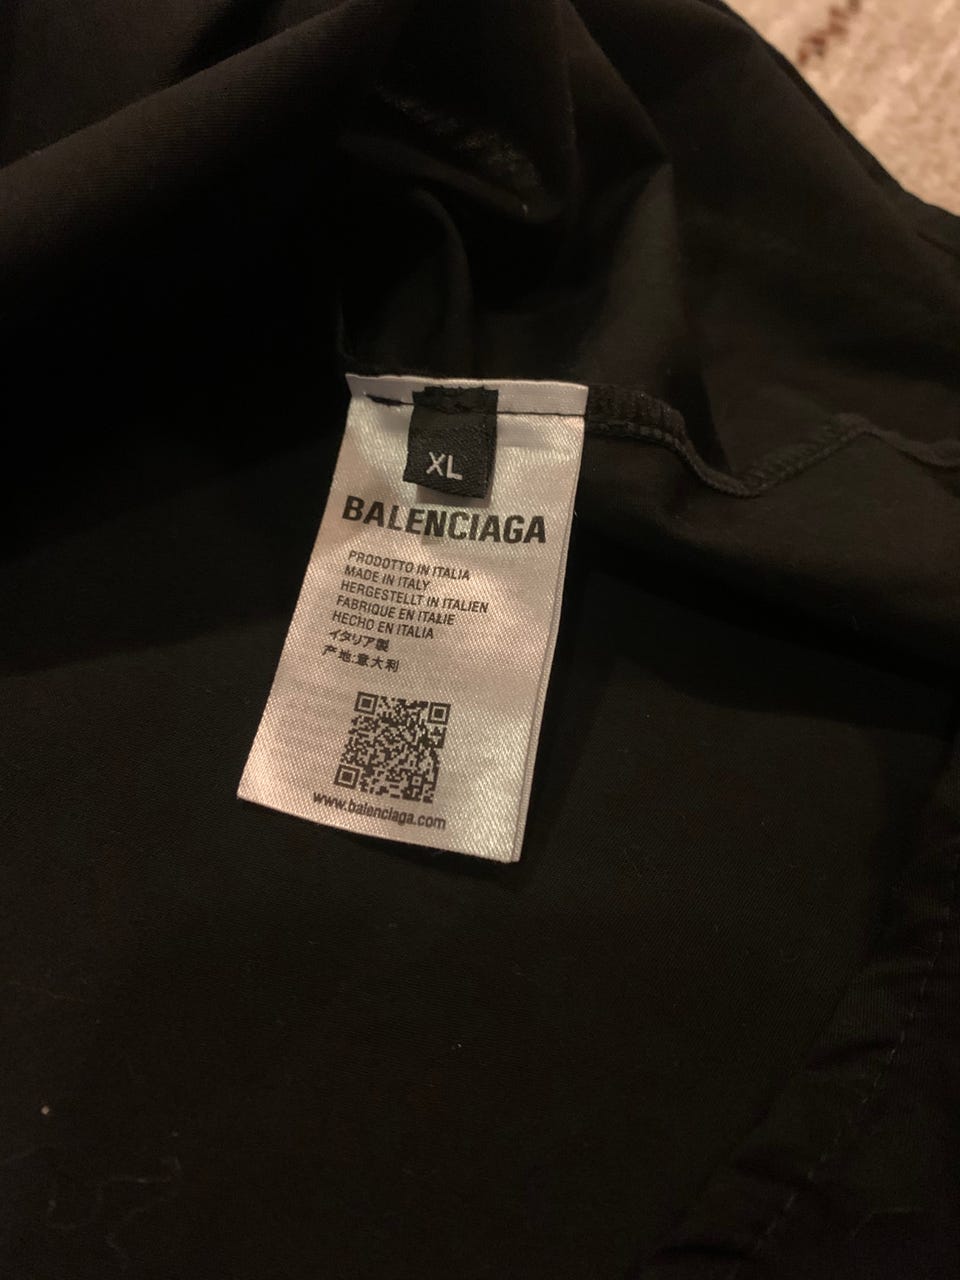 XL
BALENCIAGA
PRODOTTO IN ITALIA
MADE IN ITALY
HERGESTELLT IN ITALIEN
FABRIQUE EN ITALIE
HECHO EN ITALIA
イタリア製
产地:意大利
www.balenciaga.com